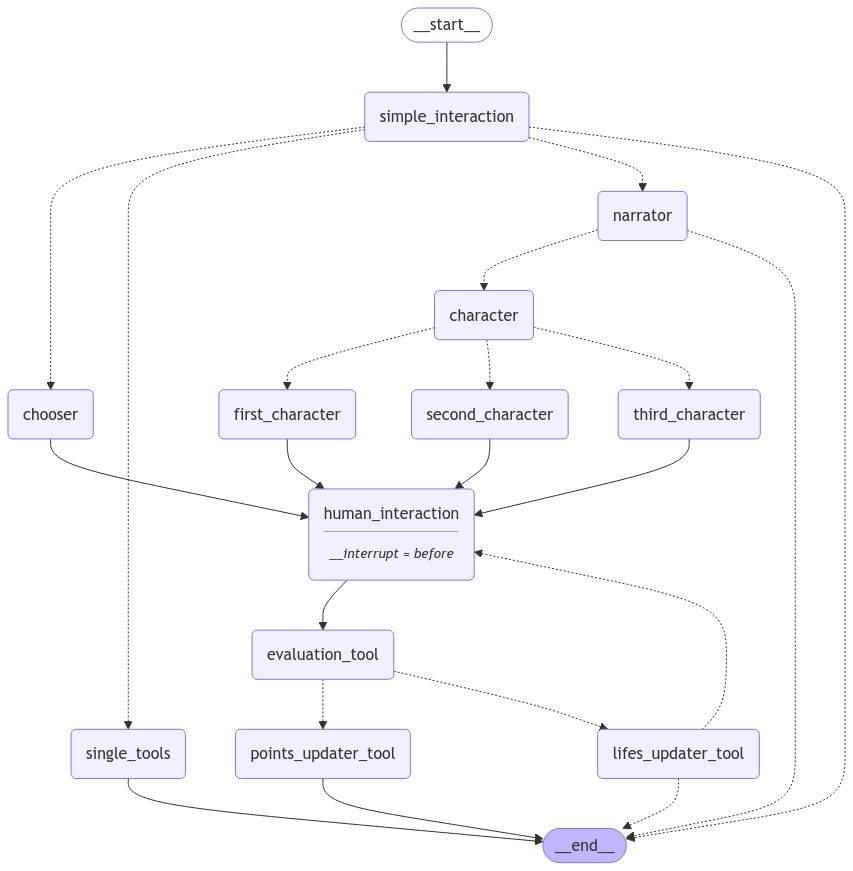 __start__
simple_interaction
narrator
character
chooser
first_character
second_character
third_character
human_interaction
__interrupt = before
evaluation_tool
single_tools
points_updater_tool
lifes_updater_tool
__end__